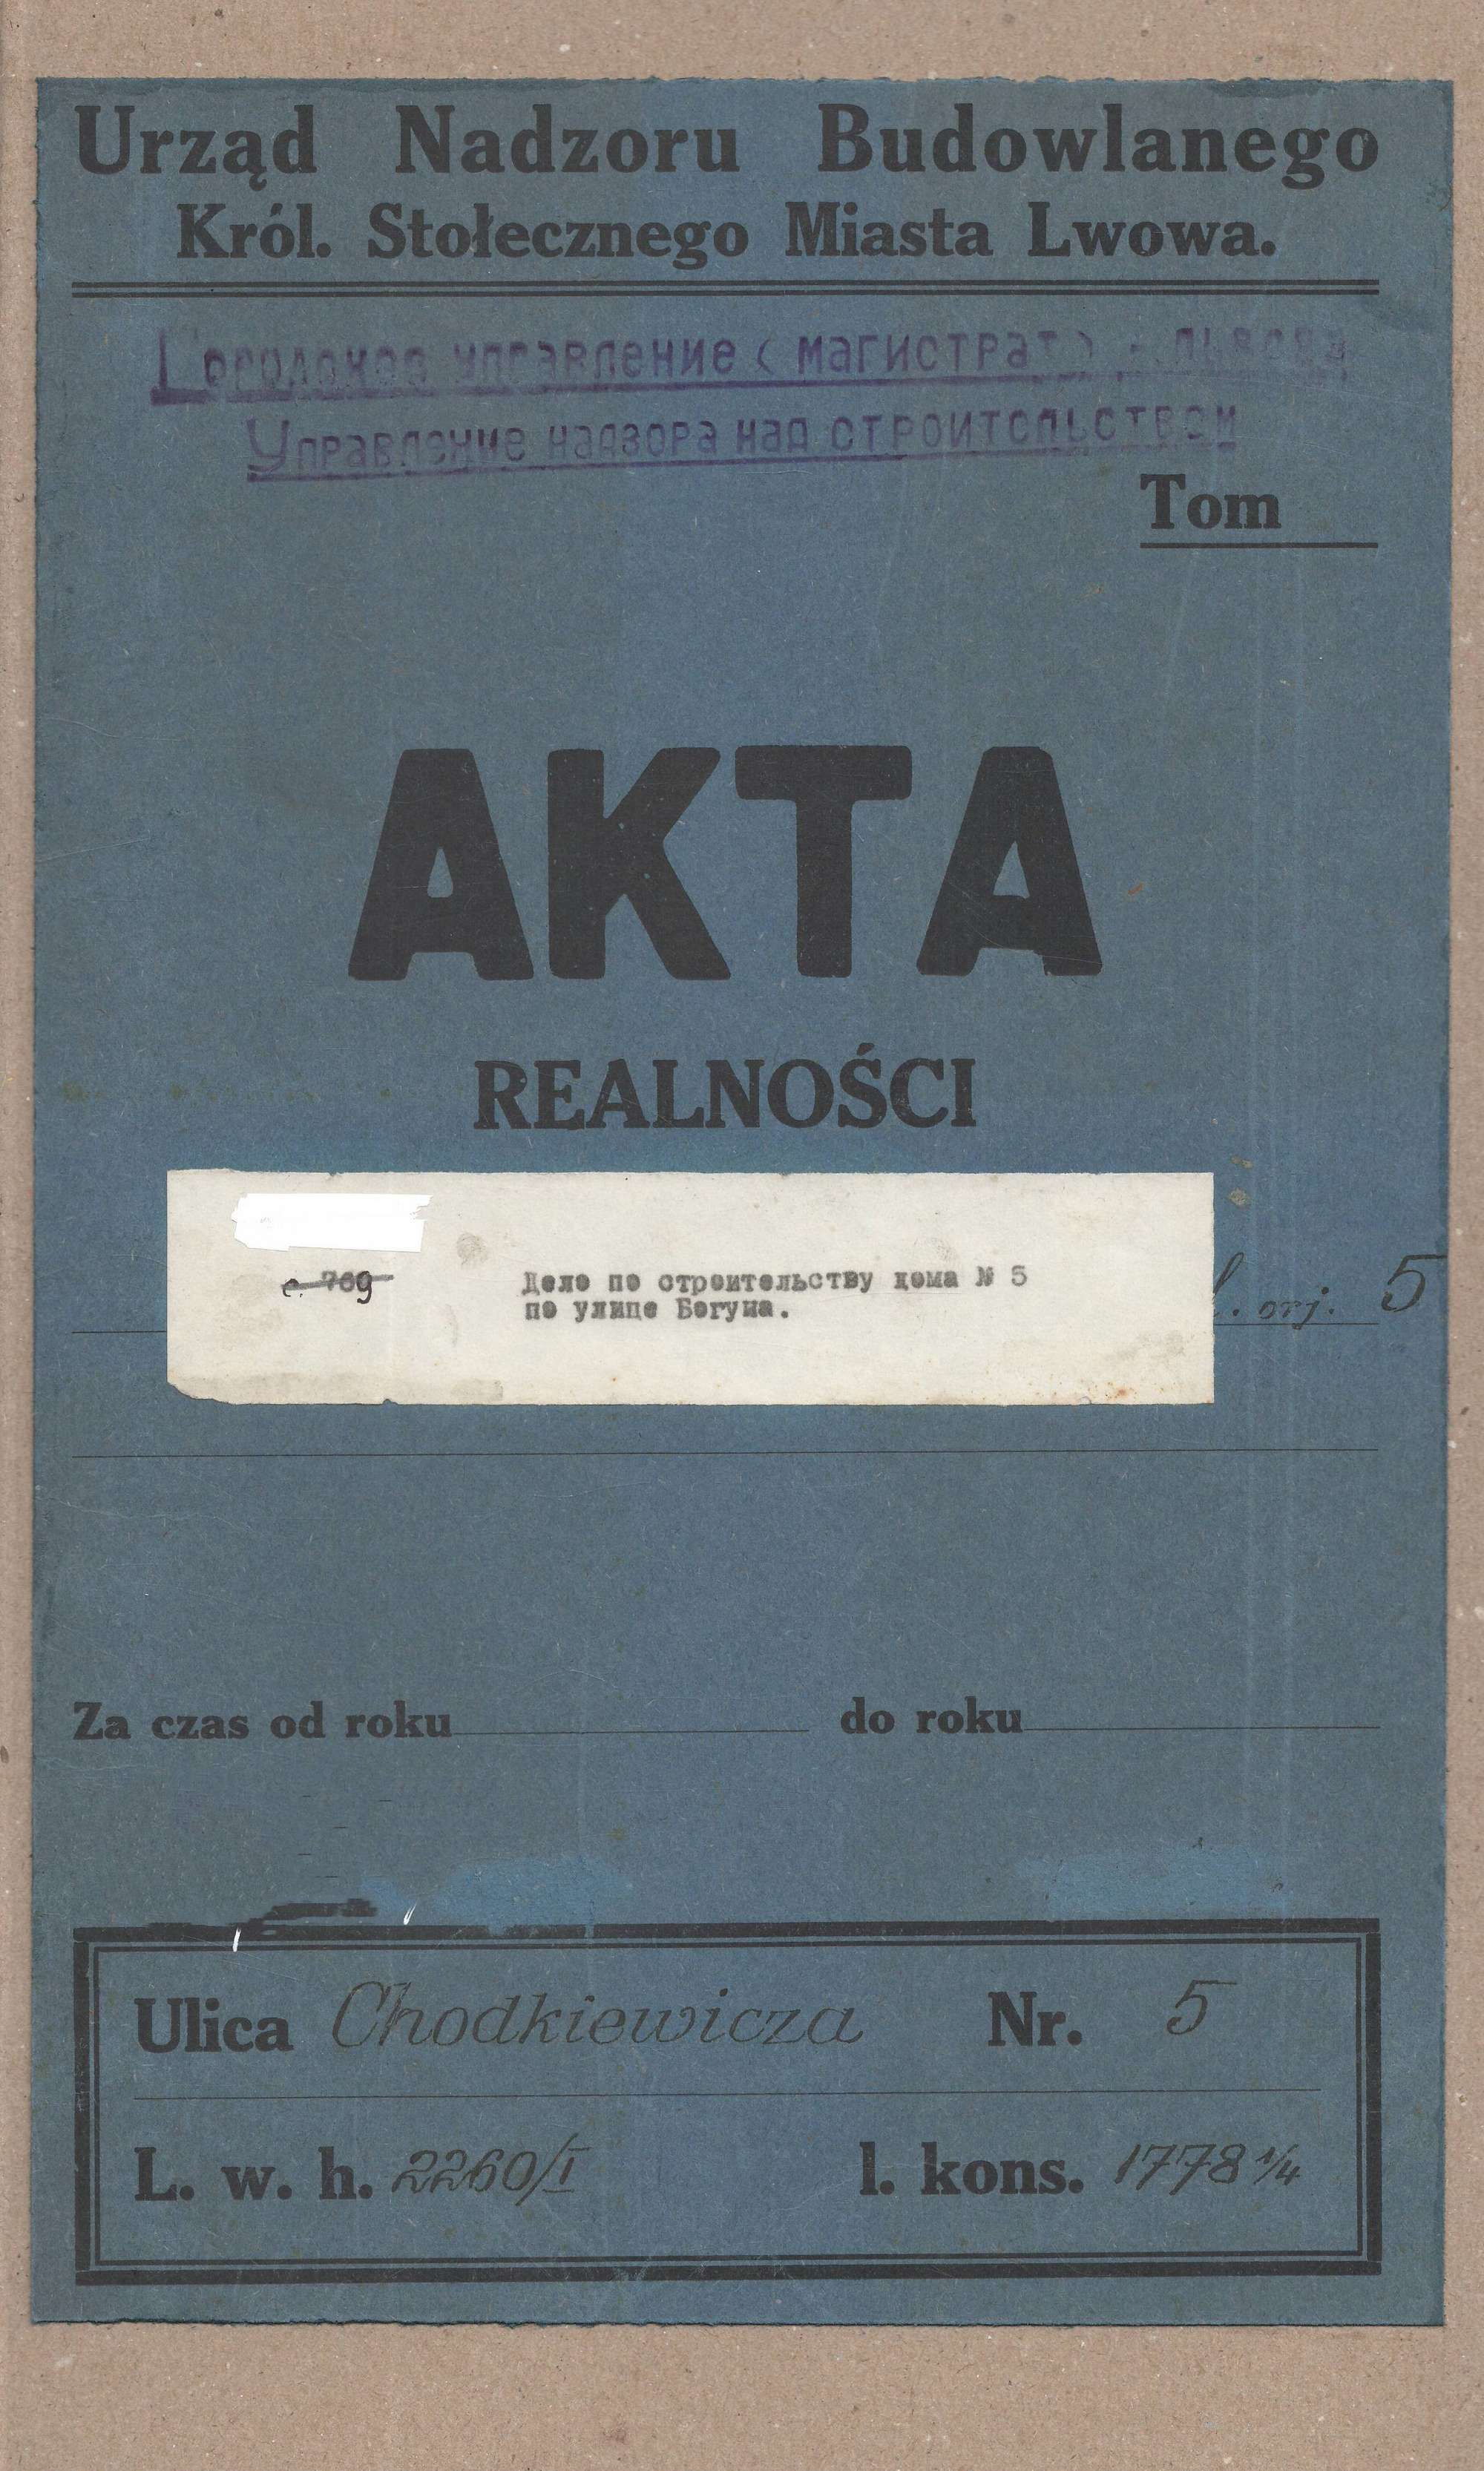 Urząd Nadzoru Budowlanego
Król. Stołecznego Miasta Lwowa.
Городское управление (магистрат) г. Львова
Управление надзора над строительством
Tom
AKTA
REALNOŚCI
с. 769
Дело по строительству дома № 5
по улице Богуна.
l. orj. 5
Za czas od roku do roku
Ulica Chodkiewicza Nr. 5
L. w. h. 2260/I l. kons. 1778 1/4